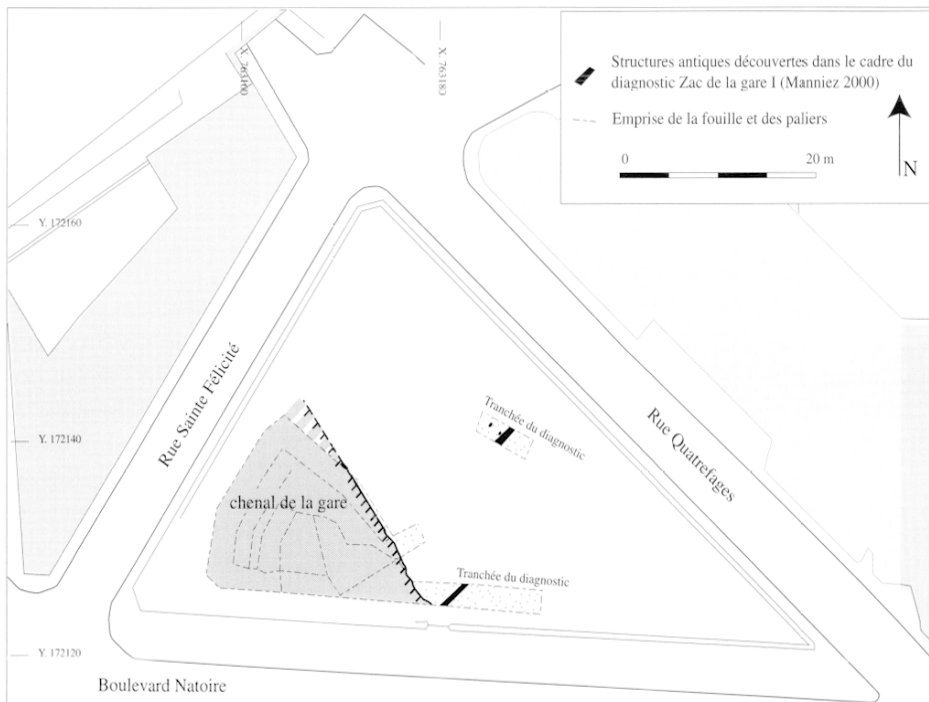 X. 763160
X. 763183
Structures antiques découvertes dans le cadre du
diagnostic Zac de la gare I (Manniez 2000)
Emprise de la fouille et des paliers
0
20 m
N
Y. 172160
Rue Sainte Félicité
Tranchée du diagnostic
Rue Quatrefages
Y. 172140
chenal de la gare
Tranchée du diagnostic
Y. 172120
Boulevard Natoire